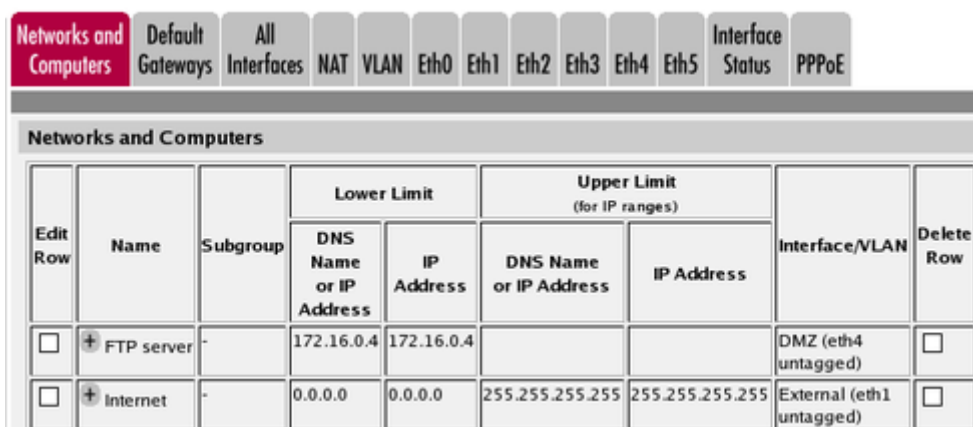 Networks and Computers
Default Gateways
All Interfaces
NAT
VLAN
Eth0
Eth1
Eth2
Eth3
Eth4
Eth5
Interface Status
PPPoE
Networks and Computers
Edit Row
Name
Subgroup
Lower Limit
Upper Limit
(for IP ranges)
Interface/VLAN
Delete Row
DNS Name or IP Address
IP Address
DNS Name or IP Address
IP Address
+ FTP server - 172.16.0.4 172.16.0.4 DMZ (eth4 untagged)
+ Internet - 0.0.0.0 0.0.0.0 255.255.255.255 255.255.255.255 External (eth1 untagged)